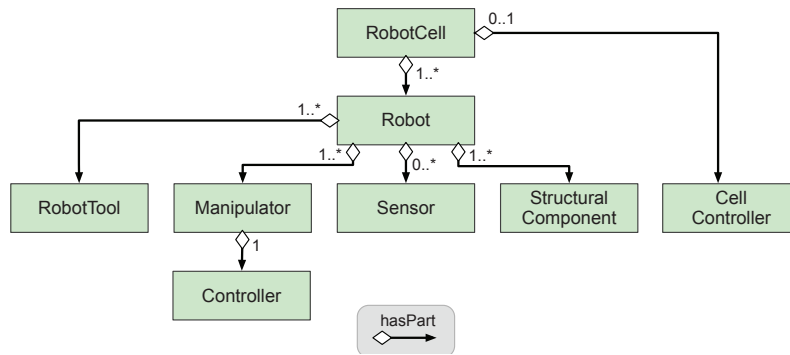 RobotCell
0..1
1..*
1..*
Robot
1..*
0..*
1..*
RobotTool
Manipulator
Sensor
Structural
Component
Cell
Controller
1
Controller
hasPart